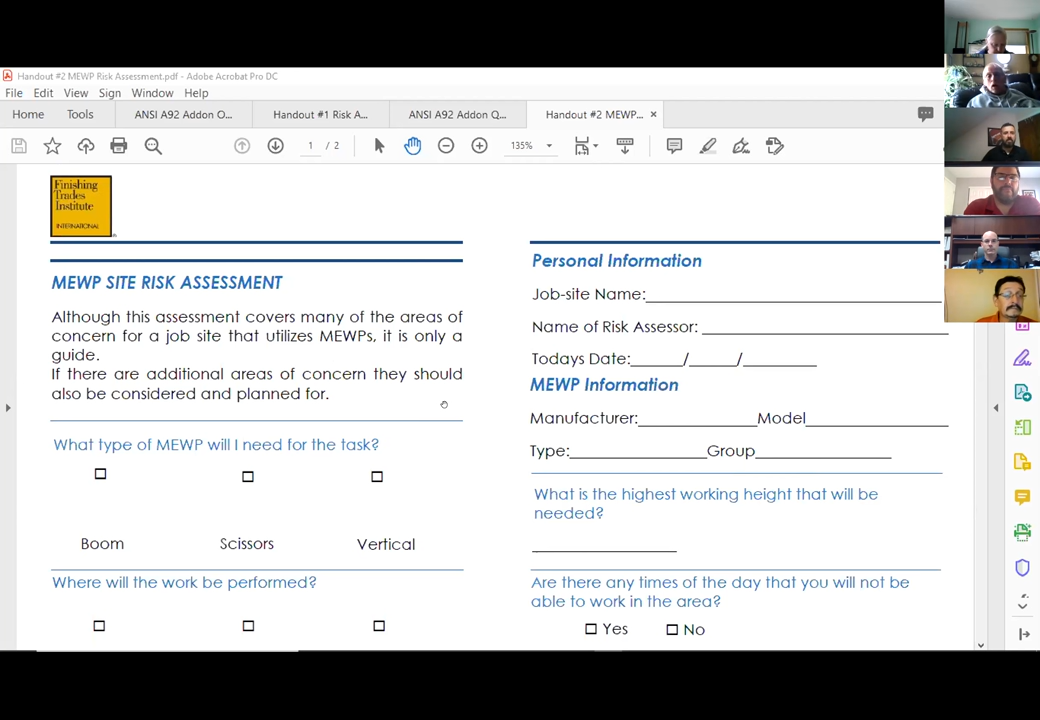 Handout #2 MEWP Risk Assessment.pdf - Adobe Acrobat Pro DC
File Edit View Sign Window Help
Home Tools ANSI A92 Addon O... Handout #1 Risk A... ANSI A92 Addon Q... Handout #2 MEWP... ×
1 / 2 135%
Finishing
Trades
Institute
INTERNATIONAL
MEWP SITE RISK ASSESSMENT
Although this assessment covers many of the areas of
concern for a job site that utilizes MEWPs, it is only a
guide.
If there are additional areas of concern they should
also be considered and planned for.
What type of MEWP will I need for the task?
Boom Scissors Vertical
Where will the work be performed?
Personal Information
Job-site Name:
Name of Risk Assessor:
Todays Date:_____/_____/________
MEWP Information
Manufacturer:____________Model
Type:______________Group
What is the highest working height that will be
needed?
Are there any times of the day that you will not be
able to work in the area?
Yes No